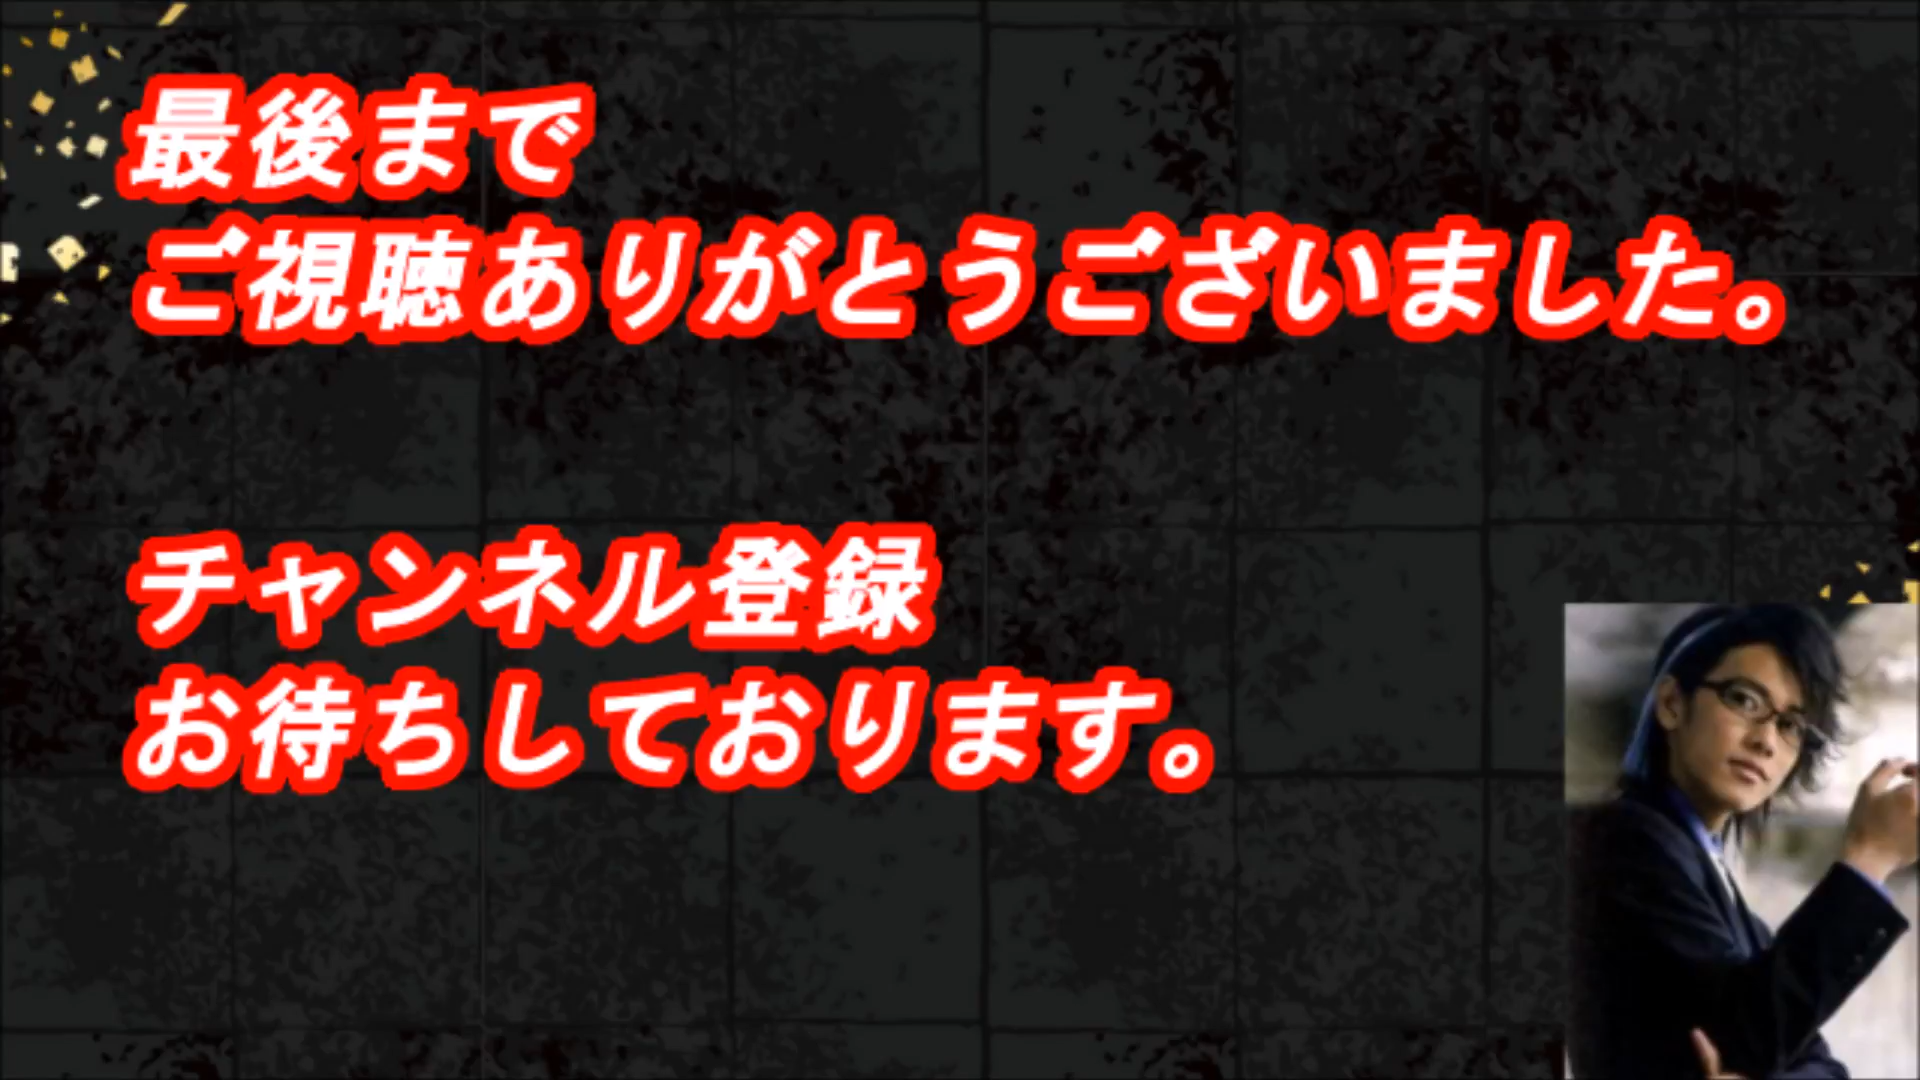 最後まで
ご視聴ありがとうございました。
チャンネル登録
お待ちしております。